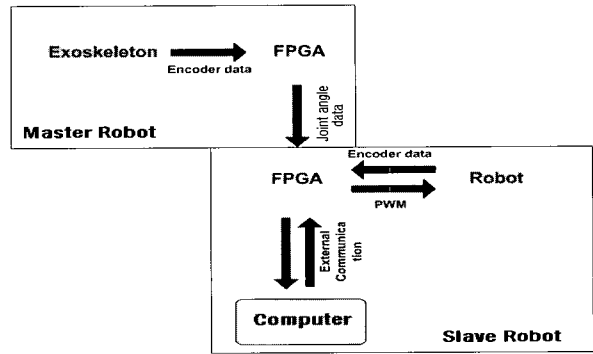 Exoskeleton
FPGA
Encoder data
Joint angle
data
Master Robot
Encoder data
FPGA
Robot
PWM
External
Communica
tion
Computer
Slave Robot